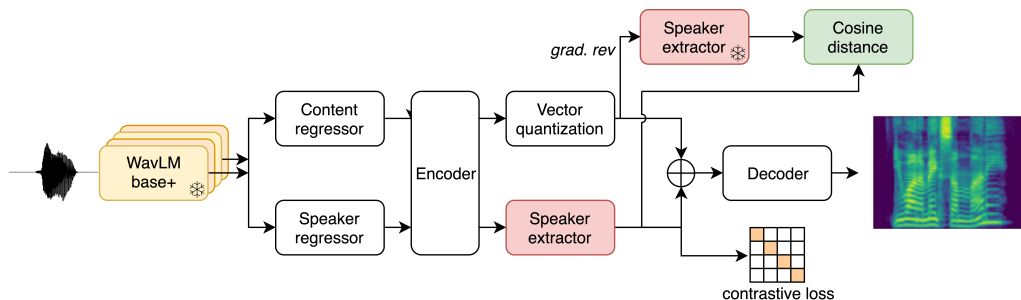 grad. rev
Speaker
extractor
Cosine
distance
Content
regressor
Vector
quantization
WavLM
base+
Encoder
Decoder
Speaker
regressor
Speaker
extractor
contrastive loss